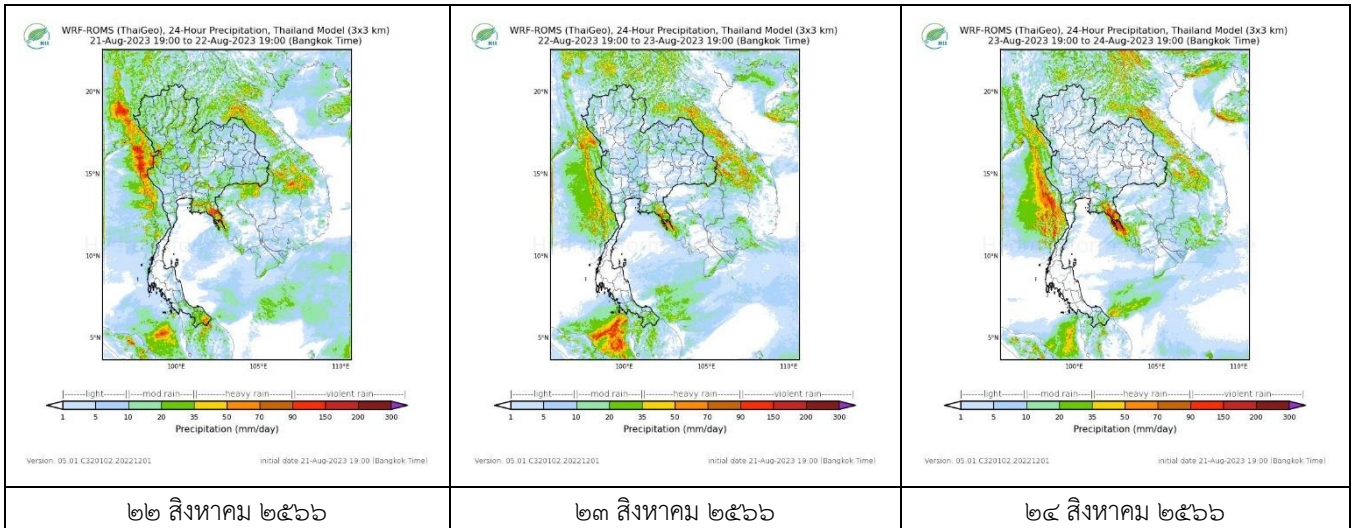 WRF-ROMS (ThaiGeo), 24-Hour Precipitation, Thailand Model (3x3 km)
21-Aug-2023 19:00 to 22-Aug-2023 19:00 (Bangkok Time)
HII
20°N
15°N
10°N
5°N
100°E 105°E
|------light------||---mod rain---||-------heavy rain-------||-------violent rain-------|
1 5 10 20 35 50 70 90 150 200 300
Precipitation (mm/day)
Version: 05.01.C320102.20221201 initial date 21-Aug-2023 19:00 (Bangkok Time)
๒๒ สิงหาคม ๒๕๖๖
WRF-ROMS (ThaiGeo), 24-Hour Precipitation, Thailand Model (3x3 km)
22-Aug-2023 19:00 to 23-Aug-2023 19:00 (Bangkok Time)
HII
20°N
15°N
10°N
5°N
100°E 105°E
|------light------||---mod rain---||-------heavy rain-------||-------violent rain-------|
1 5 10 20 35 50 70 90 150 200 300
Precipitation (mm/day)
Version: 05.01.C320102.20221201 initial date 21-Aug-2023 19:00 (Bangkok Time)
๒๓ สิงหาคม ๒๕๖๖
WRF-ROMS (ThaiGeo), 24-Hour Precipitation, Thailand Model (3x3 km)
23-Aug-2023 19:00 to 24-Aug-2023 19:00 (Bangkok Time)
HII
20°N
15°N
10°N
5°N
100°E 105°E
|------light------||---mod rain---||-------heavy rain-------||-------violent rain-------|
1 5 10 20 35 50 70 90 150 200 300
Precipitation (mm/day)
Version: 05.01.C320102.20221201 initial date 21-Aug-2023 19:00 (Bangkok Time)
๒๔ สิงหาคม ๒๕๖๖